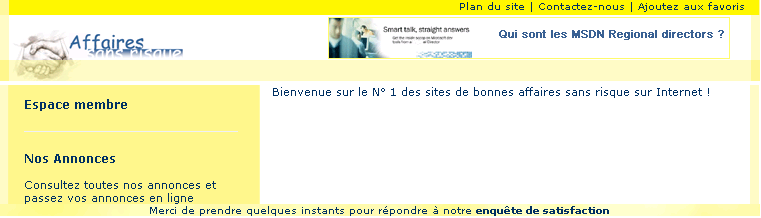 Plan du site | Contactez-nous | Ajoutez aux favoris
Affaires
sans risque
Smart talk, straight answers
Qui sont les MSDN Regional directors ?
Espace membre
Bienvenue sur le N° 1 des sites de bonnes affaires sans risque sur Internet !
Nos Annonces
Consultez toutes nos annonces et
passez vos annonces en ligne
Merci de prendre quelques instants pour répondre à notre enquête de satisfaction